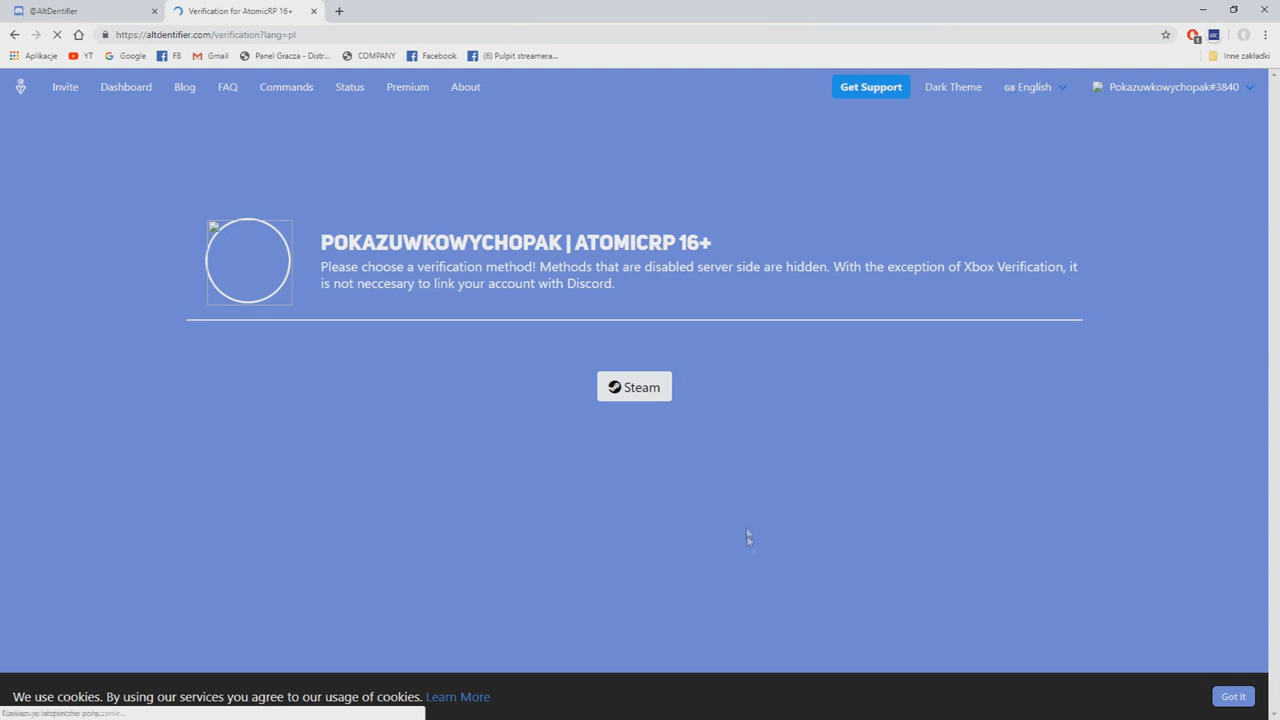 @AltDentifier
Verification for AtomicRP 16+
https://altdentifier.com/verification?lang=pl
Aplikacje YT Google FB Gmail Panel Gracza - Distr... COMPANY Facebook (6) Pulpit streamera... Inne zakładki
Invite Dashboard Blog FAQ Commands Status Premium About Get Support Dark Theme GB English Pokazuwkowychopak#3840
POKAZUWKOWYCHOPAK | ATOMICRP 16+
Please choose a verification method! Methods that are disabled server side are hidden. With the exception of Xbox Verification, it
is not neccesary to link your account with Discord.
Steam
We use cookies. By using our services you agree to our usage of cookies. Learn More
Got It